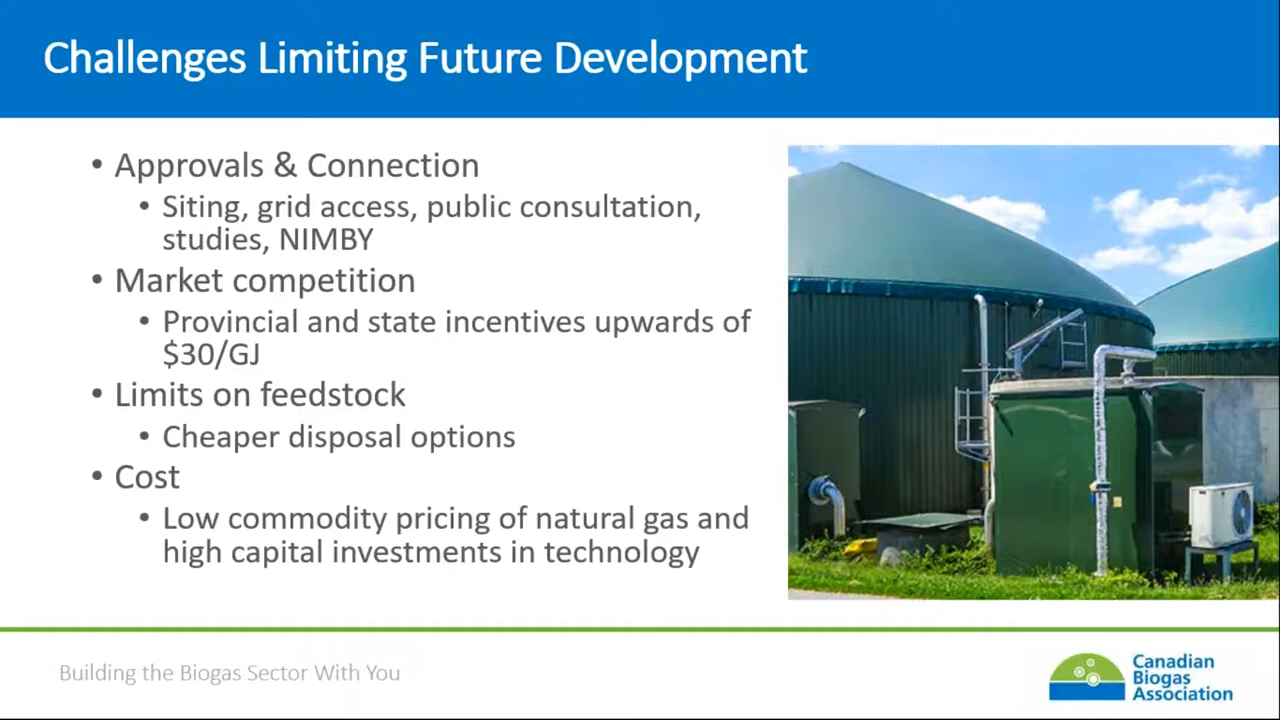 Challenges Limiting Future Development
• Approvals & Connection
• Siting, grid access, public consultation,
studies, NIMBY
• Market competition
• Provincial and state incentives upwards of
$30/GJ
• Limits on feedstock
• Cheaper disposal options
• Cost
• Low commodity pricing of natural gas and
high capital investments in technology
Building the Biogas Sector With You
Canadian
Biogas
Association